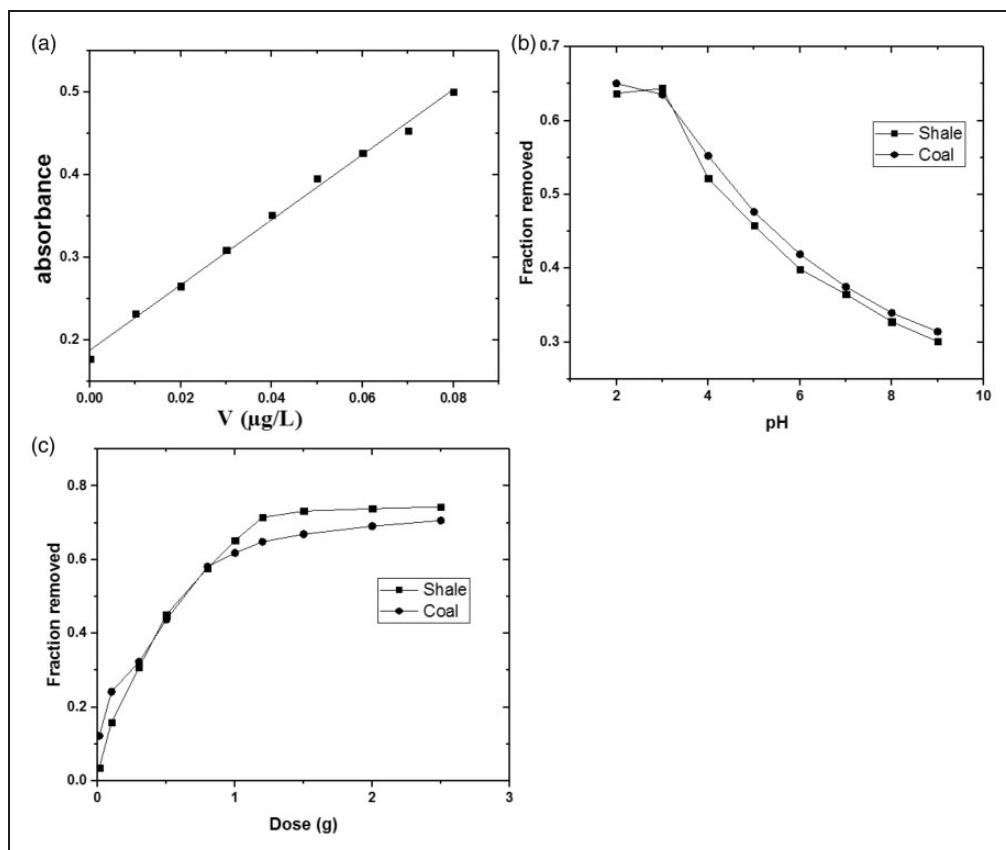 (a)
absorbance
0.5
0.4
0.3
0.2
0.00 0.02 0.04 0.06 0.08
V (µg/L)
(b)
Fraction removed
0.7
0.6
0.5
0.4
0.3
Shale
Coal
2 4 6 8 10
pH
(c)
Fraction removed
0.8
0.6
0.4
0.2
0.0
Shale
Coal
0 1 2 3
Dose (g)